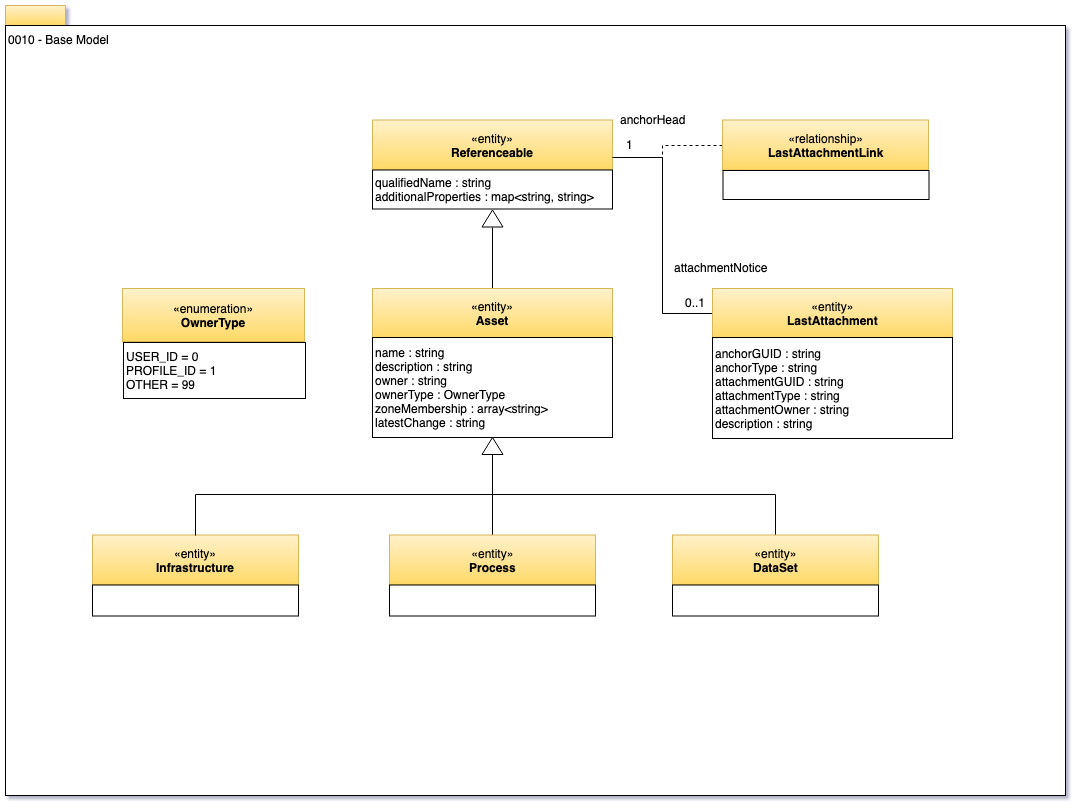 0010 - Base Model
anchorHead
«entity»
Referenceable
1
«relationship»
LastAttachmentLink
qualifiedName : string
additionalProperties : map<string, string>
attachmentNotice
0..1
«enumeration»
OwnerType
USER_ID = 0
PROFILE_ID = 1
OTHER = 99
«entity»
Asset
name : string
description : string
owner : string
ownerType : OwnerType
zoneMembership : array<string>
latestChange : string
«entity»
LastAttachment
anchorGUID : string
anchorType : string
attachmentGUID : string
attachmentType : string
attachmentOwner : string
description : string
«entity»
Infrastructure
«entity»
Process
«entity»
DataSet